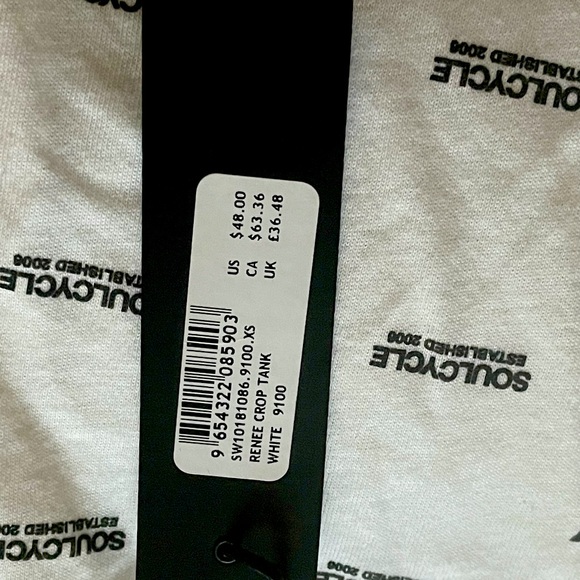 US $48.00
CA $63.36
UK £36.48
9 654322 085903
SW10181086.9100.XS
RENEE CROP TANK
WHITE 9100
SOULCYCLE
ESTABLISHED 2006
SOULCYCLE
ESTABLISHED 2006
SOULCYCLE
ESTABLISHED 2006
SOULCYCLE
ESTABLISHED 2006